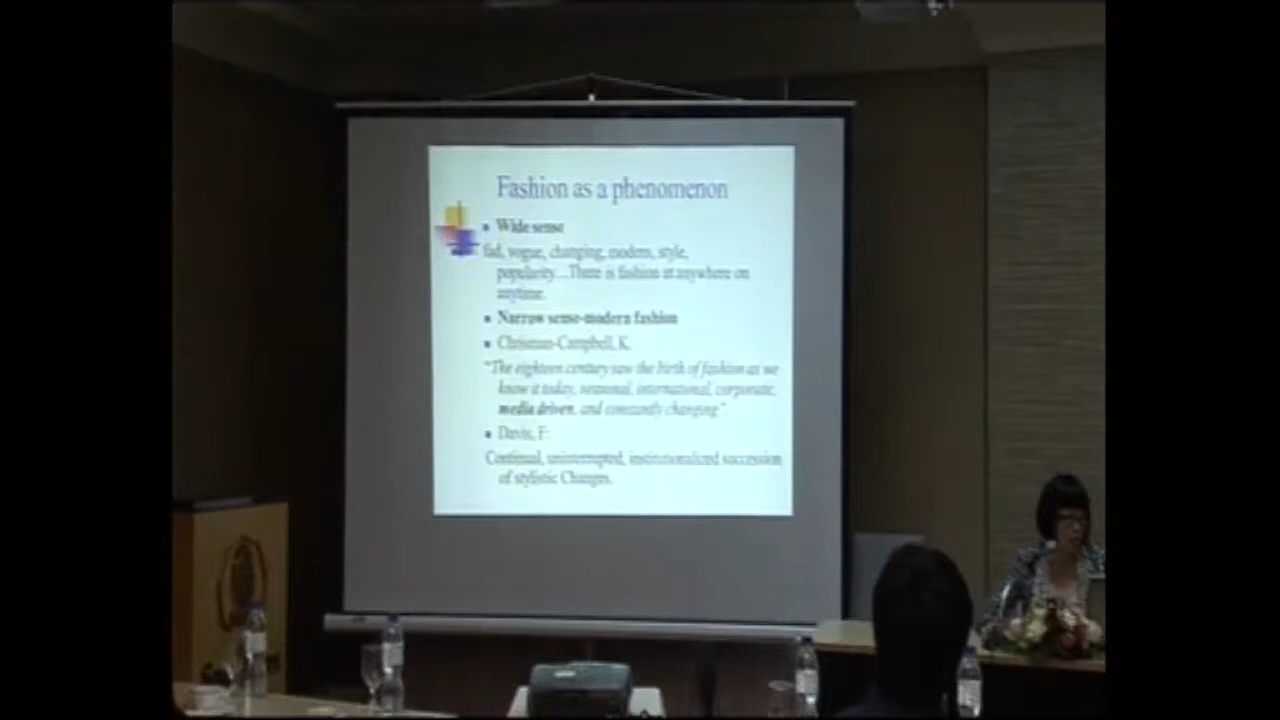 Fashion as a phenomenon
Wide sense
fad, vogue, changing, modern, style,
popularity...There is fashion at anywhere on
anytime.
Narrow sense-modern fashion
Chrisman-Campbell, K.
"The eighteen century saw the birth of fashion as we
know it today, seasonal, international, corporate,
media driven, and constantly changing"
Davis, F:
Continual, uninterrupted, institutionalized succession
of stylistic Changes.